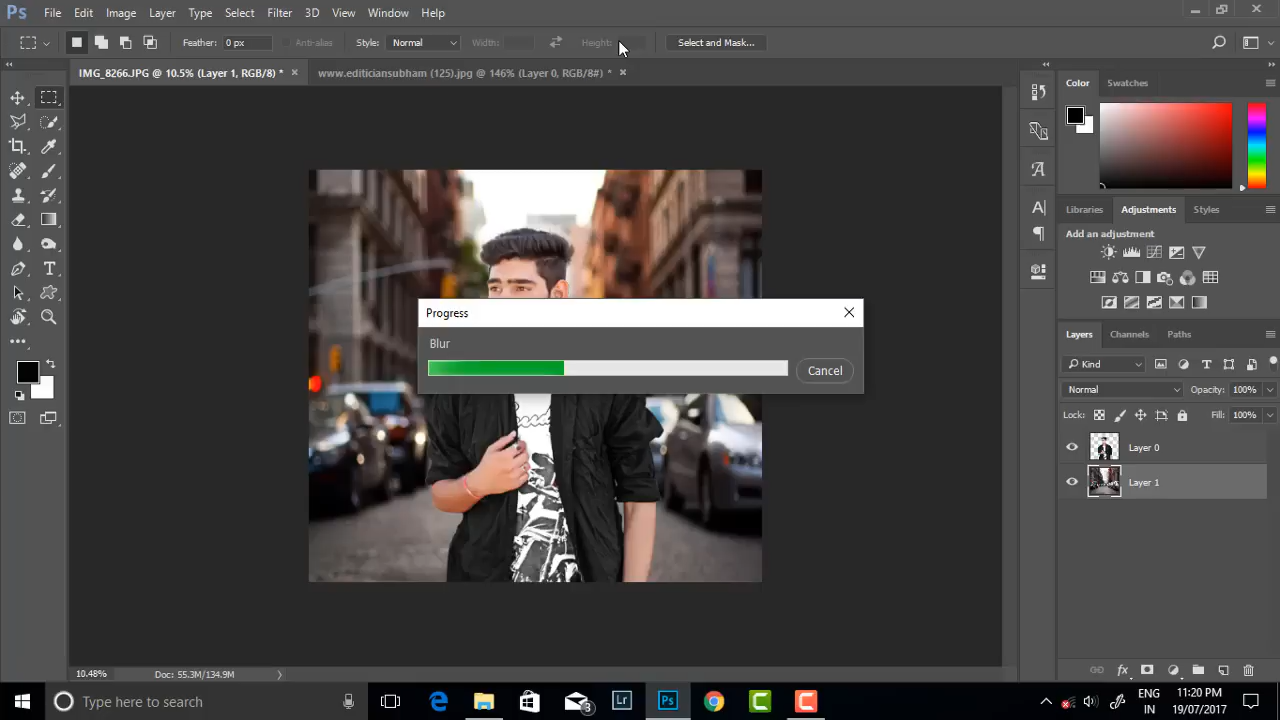 Ps File Edit Image Layer Type Select Filter 3D View Window Help
Feather: 0 px Anti-alias Style: Normal Width: Height: Select and Mask...
IMG_8266.JPG @ 10.5% (Layer 1, RGB/8) * www.editiciansubham (125).jpg @ 146% (Layer 0, RGB/8#) *
Color Swatches
Libraries Adjustments Styles
Add an adjustment
Progress
Blur
Cancel
Layers Channels Paths
Kind
Normal Opacity: 100%
Lock: Fill: 100%
Layer 0
Layer 1
10.48% Doc: 55.3M/134.9M
Type here to search
3
Lr
Ps
ENG
IN
11:20 PM
19/07/2017